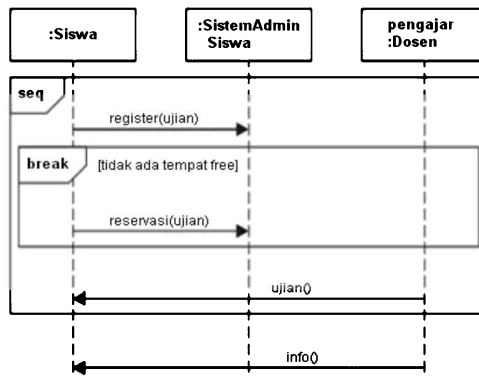 :Siswa
:SistemAdmin
Siswa
pengajar
:Dosen
seq
register(ujian)
break
[tidak ada tempat free]
reservasi(ujian)
ujian()
info()